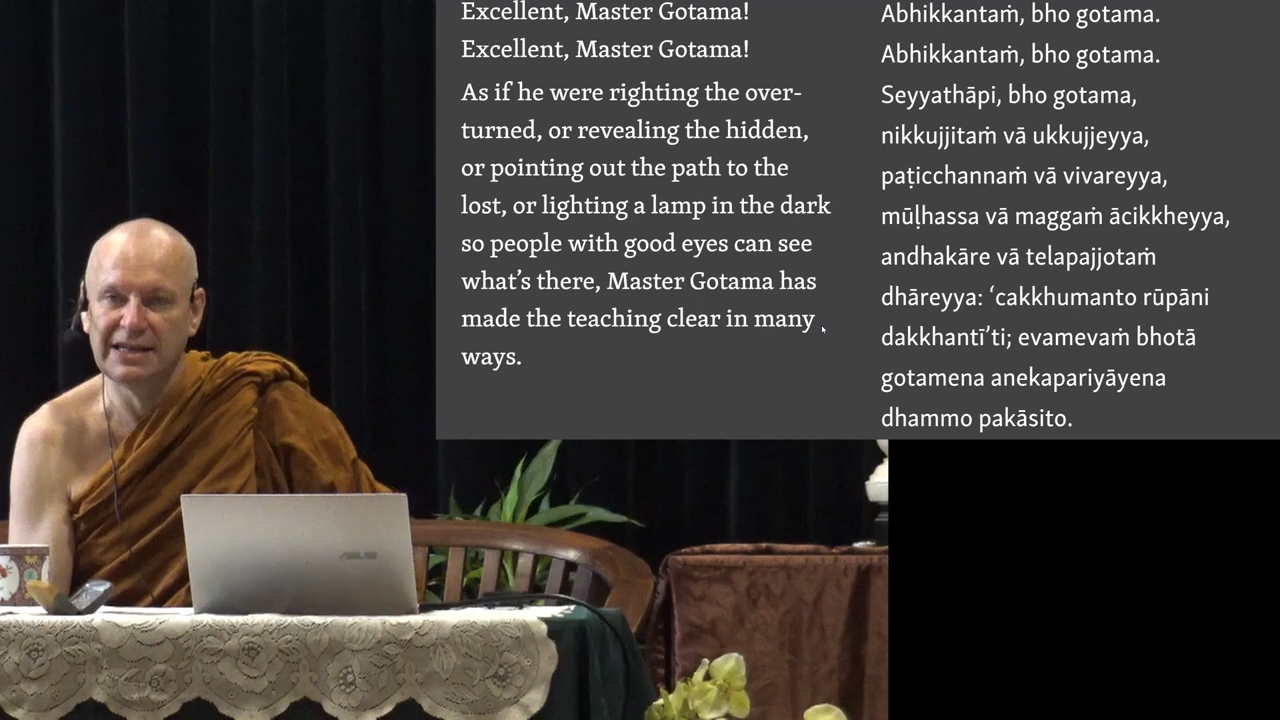 Excellent, Master Gotama!
Excellent, Master Gotama!
As if he were righting the over-
turned, or revealing the hidden,
or pointing out the path to the
lost, or lighting a lamp in the dark
so people with good eyes can see
what’s there, Master Gotama has
made the teaching clear in many
ways.
Abhikkantaṁ, bho gotama.
Abhikkantaṁ, bho gotama.
Seyyathāpi, bho gotama,
nikkujjitaṁ vā ukkujjeyya,
paṭicchannaṁ vā vivareyya,
mūḷhassa vā maggaṁ ācikkheyya,
andhakāre vā telapajjotaṁ
dhāreyya: ‘cakkhumanto rūpāni
dakkhantī’ti; evamevaṁ bhotā
gotamena anekapariyāyena
dhammo pakāsito.
ASUS